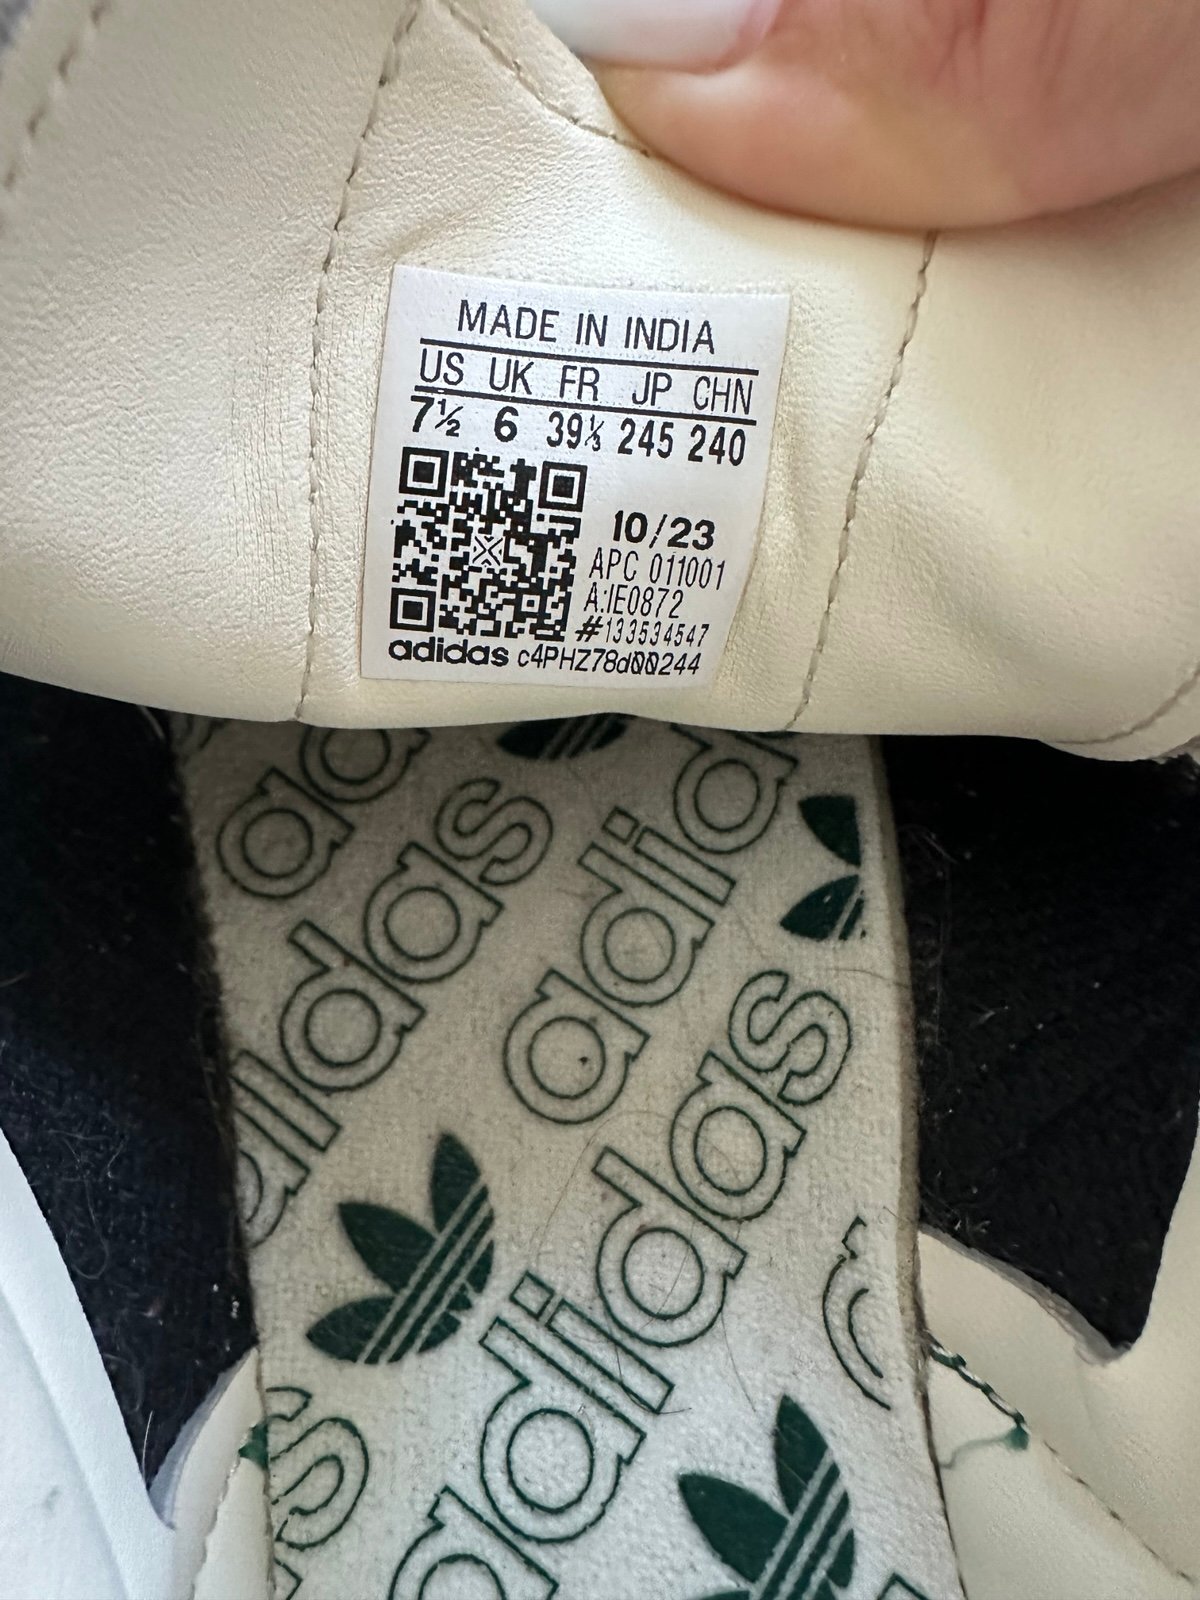 MADE IN INDIA
US UK FR JP CHN
7½ 6 39⅓ 245 240
10/23
APC 011001
A:IE0872
#133534547
adidas c4PHZ78d00244
adidas
adidas
adidas
adidas